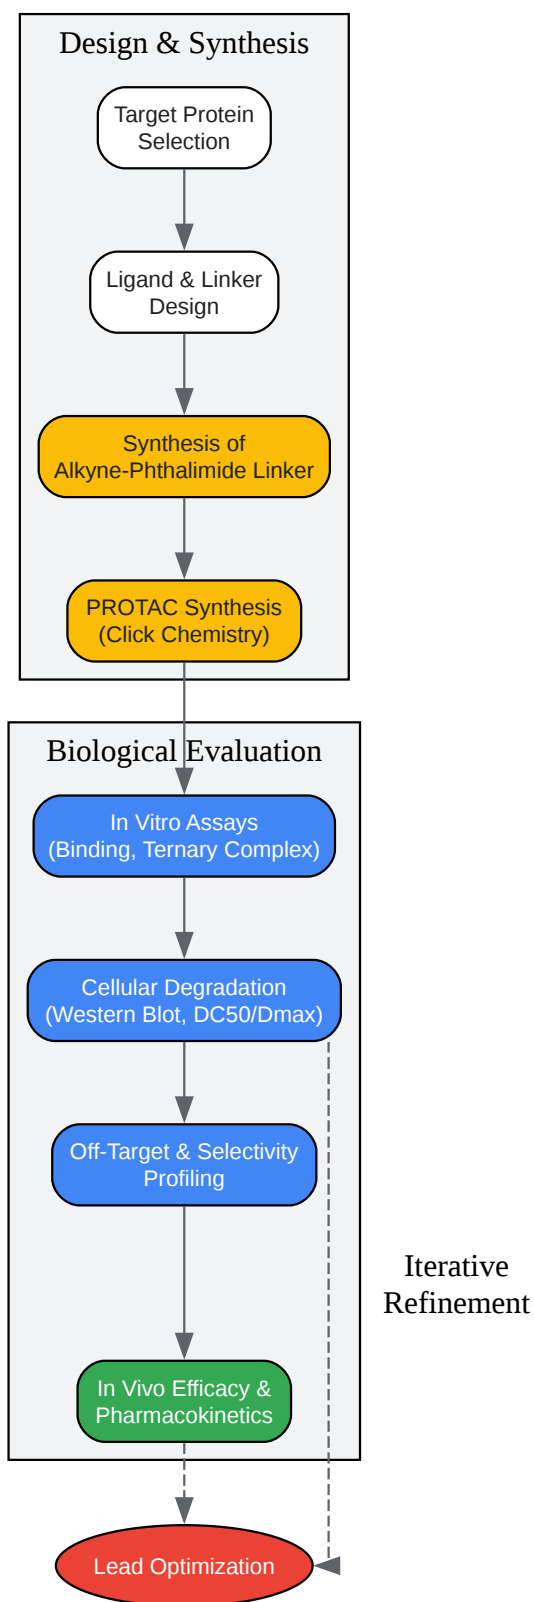 Design & Synthesis
Target Protein
Selection
Ligand & Linker
Design
Synthesis of
Alkyne-Phthalimide Linker
PROTAC Synthesis
(Click Chemistry)
Biological Evaluation
In Vitro Assays
(Binding, Ternary Complex)
Cellular Degradation
(Western Blot, DC50/Dmax)
Off-Target & Selectivity
Profiling
Iterative
Refinement
In Vivo Efficacy &
Pharmacokinetics
Lead Optimization